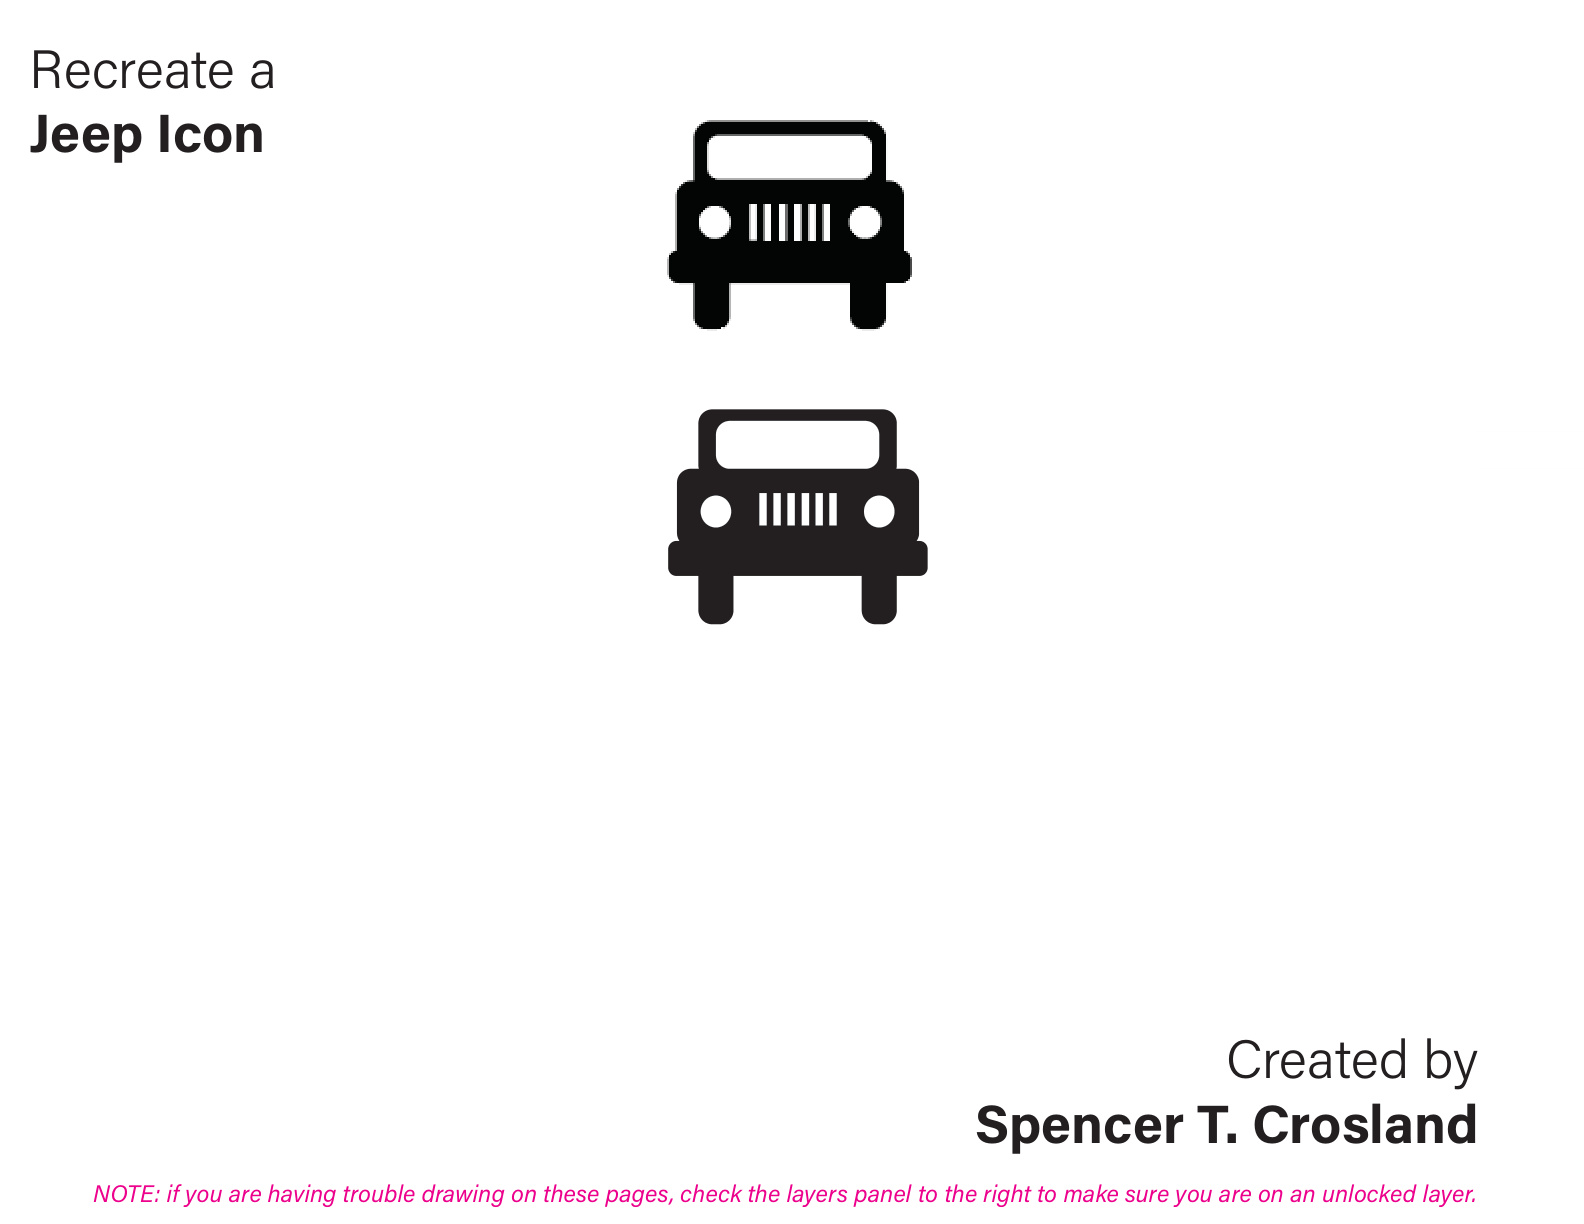 Recreate a
Jeep Icon
Created by
Spencer T. Crosland
NOTE: if you are having trouble drawing on these pages, check the layers panel to the right to make sure you are on an unlocked layer.